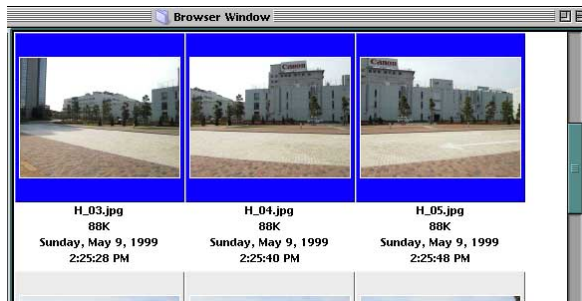 Browser Window
Canon
Canon
H_03.jpg
88K
Sunday, May 9, 1999
2:25:28 PM
H_04.jpg
88K
Sunday, May 9, 1999
2:25:40 PM
H_05.jpg
88K
Sunday, May 9, 1999
2:25:48 PM